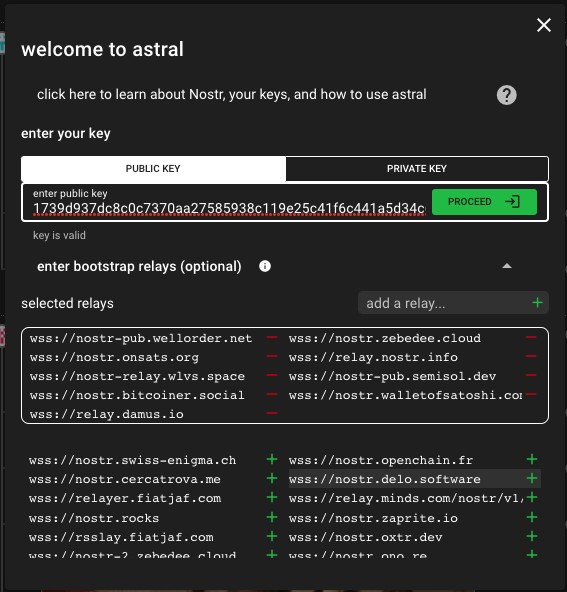 welcome to astral
click here to learn about Nostr, your keys, and how to use astral
?
enter your key
PUBLIC KEY
PRIVATE KEY
enter public key
1739d937dc8c0c7370aa27585938c119e25c41f6c441a5d34c
PROCEED
key is valid
enter bootstrap relays (optional)
selected relays
add a relay...
wss://nostr-pub.wellorder.net
wss://nostr.zebedee.cloud
wss://nostr.onsats.org
wss://relay.nostr.info
wss://nostr-relay.wlvs.space
wss://nostr-pub.semisol.dev
wss://nostr.bitcoiner.social
wss://nostr.walletofsatoshi.com
wss://relay.damus.io
wss://nostr.swiss-enigma.ch
wss://nostr.openchain.fr
wss://nostr.cercatrova.me
wss://nostr.delo.software
wss://relayer.fiatjaf.com
wss://relay.minds.com/nostr/v1/
wss://nostr.rocks
wss://nostr.zaprite.io
wss://rsslay.fiatjaf.com
wss://nostr.oxtr.dev
wss://nostr-2.zebedee.cloud
wss://nostr.ono.re